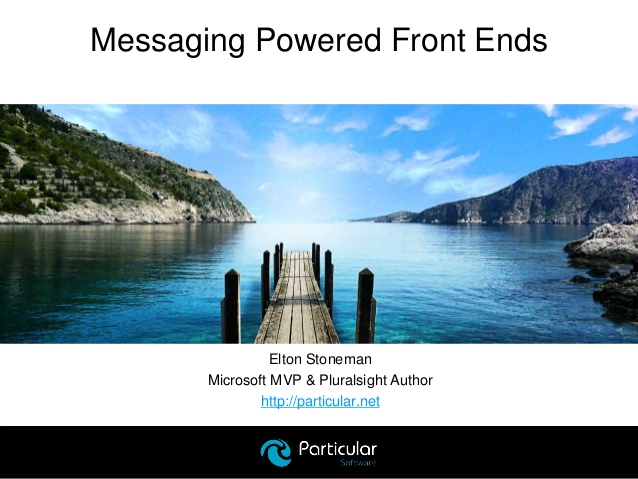 Messaging Powered Front Ends
Elton Stoneman
Microsoft MVP & Pluralsight Author
http://particular.net
Particular
Software